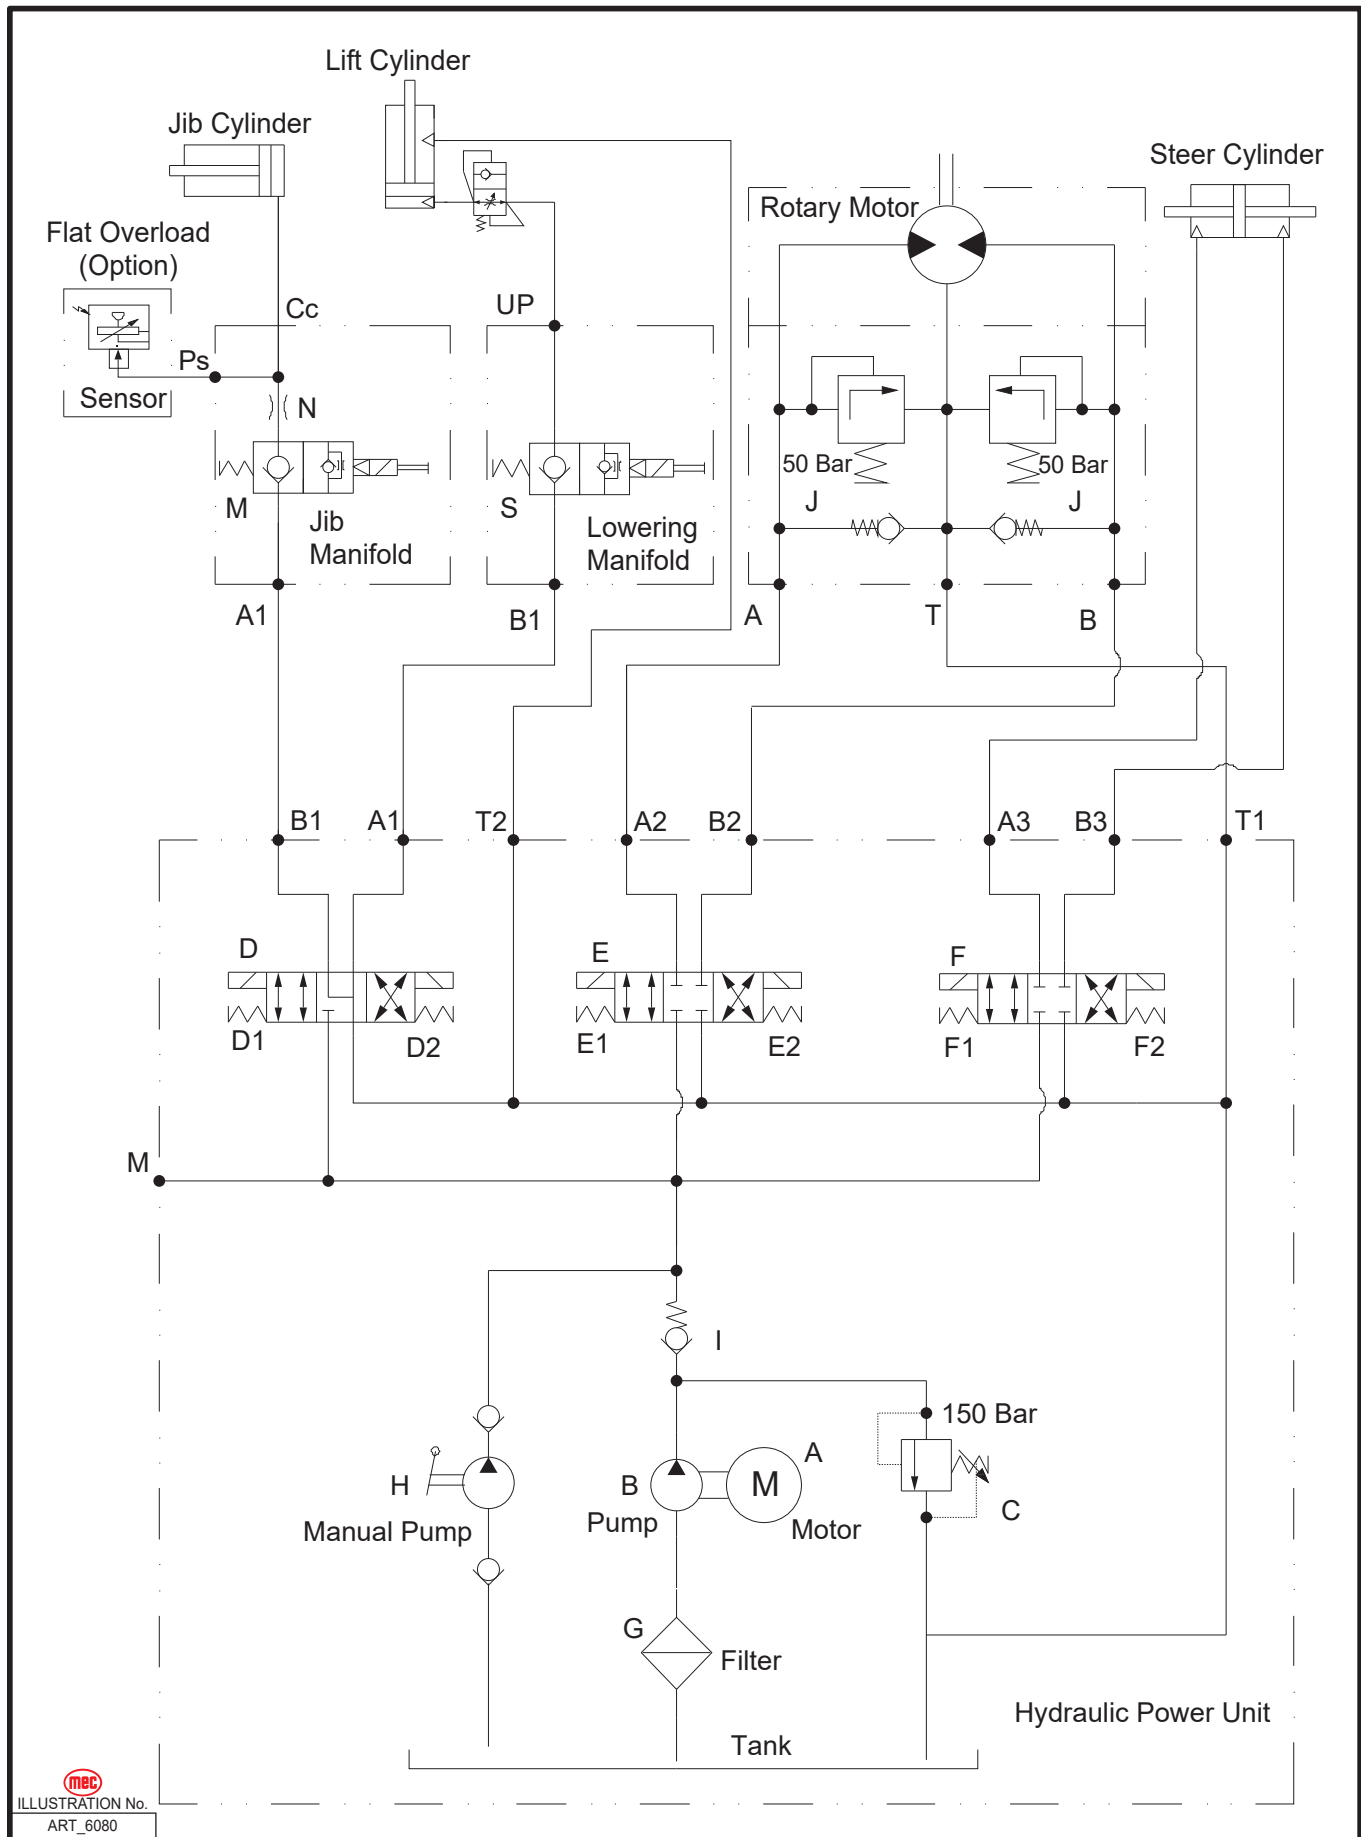 Lift Cylinder
Jib Cylinder
Steer Cylinder
Rotary Motor
Flat Overload
(Option)
Cc
UP
Ps
Sensor
N
50 Bar
50 Bar
M
S
J
J
Jib
Manifold
Lowering
Manifold
A1
B1
A
T
B
B1
A1
T2
A2
B2
A3
B3
T1
D
E
F
D1
D2
E1
E2
F1
F2
M
I
150 Bar
A
H
B
M
C
Manual Pump
Pump
Motor
G
Filter
Hydraulic Power Unit
Tank
mec
ILLUSTRATION No.
ART_6080